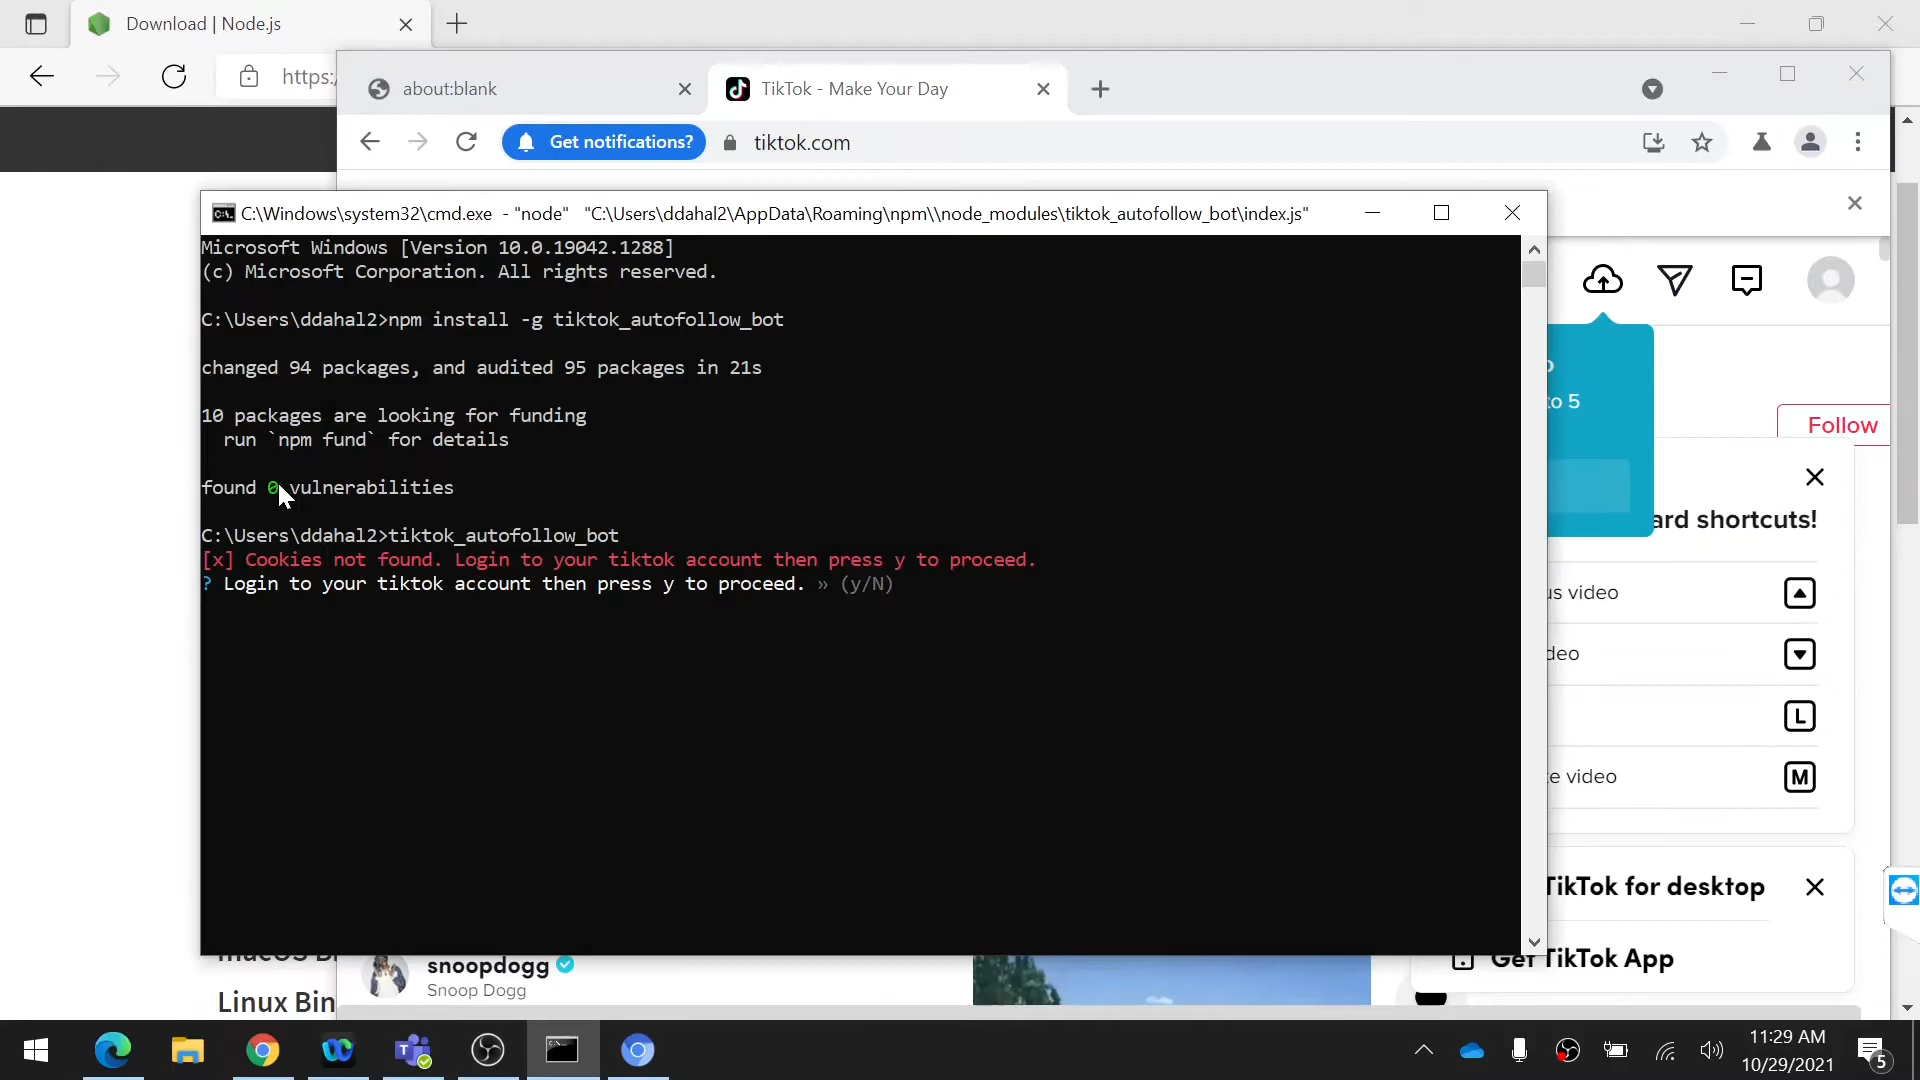 Download | Node.js
https:/
about:blank
TikTok - Make Your Day
Get notifications?
tiktok.com
C:\Windows\system32\cmd.exe - "node" "C:\Users\ddahal2\AppData\Roaming\npm\\node_modules\tiktok_autofollow_bot\index.js"
Microsoft Windows [Version 10.0.19042.1288]
(c) Microsoft Corporation. All rights reserved.
C:\Users\ddahal2>npm install -g tiktok_autofollow_bot
changed 94 packages, and audited 95 packages in 21s
10 packages are looking for funding
run `npm fund` for details
found 0 vulnerabilities
C:\Users\ddahal2>tiktok_autofollow_bot
[x] Cookies not found. Login to your tiktok account then press y to proceed.
? Login to your tiktok account then press y to proceed. » (y/N)
to 5
Follow
ard shortcuts!
us video
deo
L
e video
M
TikTok for desktop
Get TikTok App
snoopdogg
Snoop Dogg
Linux Bin
11:29 AM
10/29/2021
5